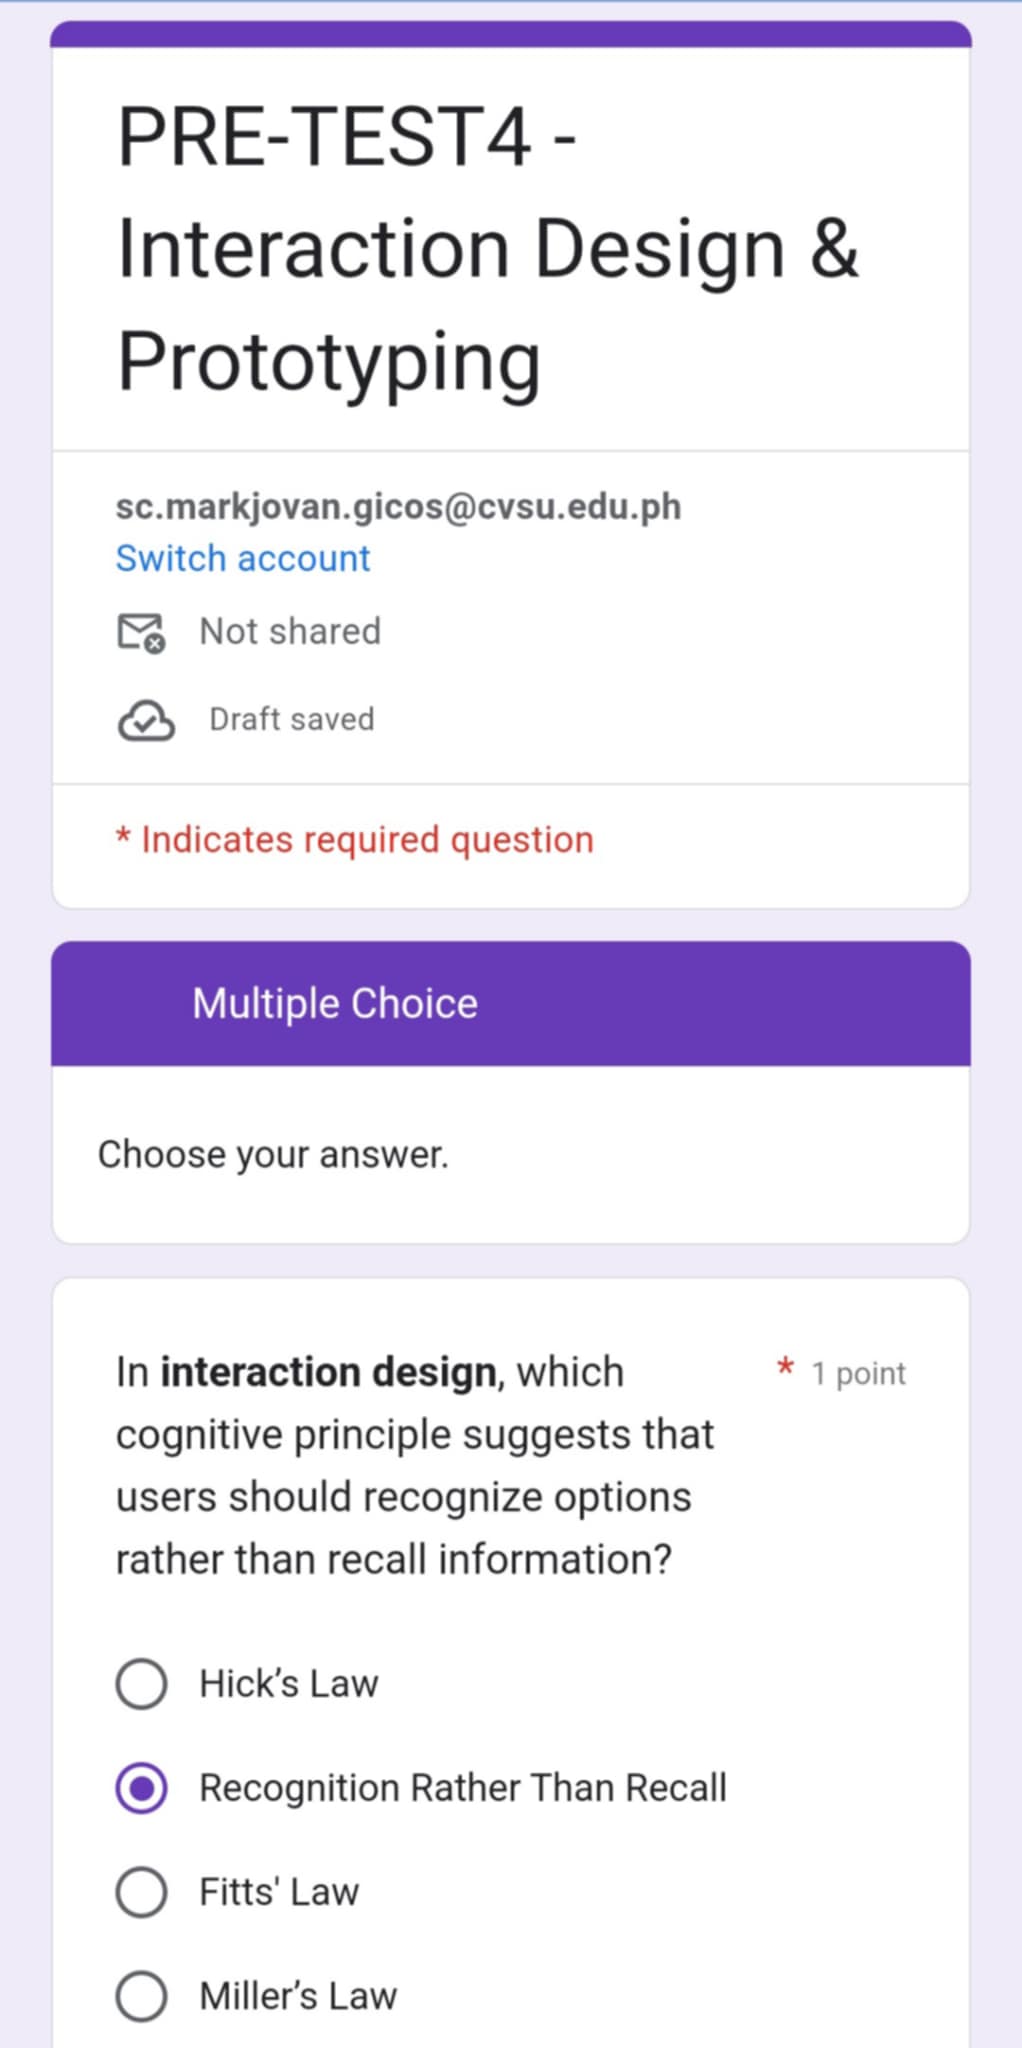 PRE-TEST4 -
Interaction Design &
Prototyping
sc.markjovan.gicos@cvsu.edu.ph
Switch account
Not shared
Draft saved
* Indicates required question
Multiple Choice
Choose your answer.
In interaction design, which * 1 point
cognitive principle suggests that
users should recognize options
rather than recall information?
Hick’s Law
Recognition Rather Than Recall
Fitts' Law
Miller’s Law